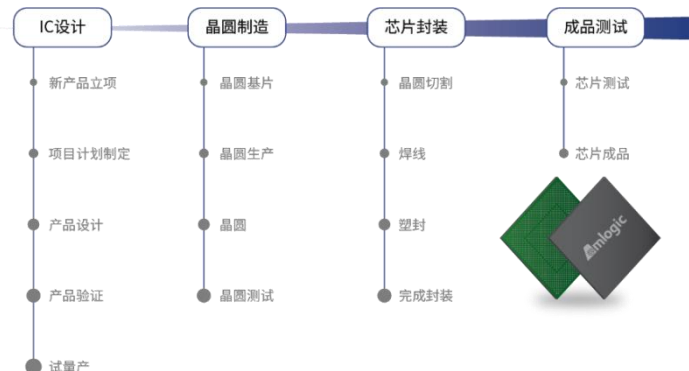 IC设计
晶圆制造
芯片封装
成品测试
新产品立项
晶圆基片
晶圆切割
芯片测试
项目计划制定
晶圆生产
焊线
芯片成品
产品设计
晶圆
塑封
Amlogic
产品验证
晶圆测试
完成封装
试量产